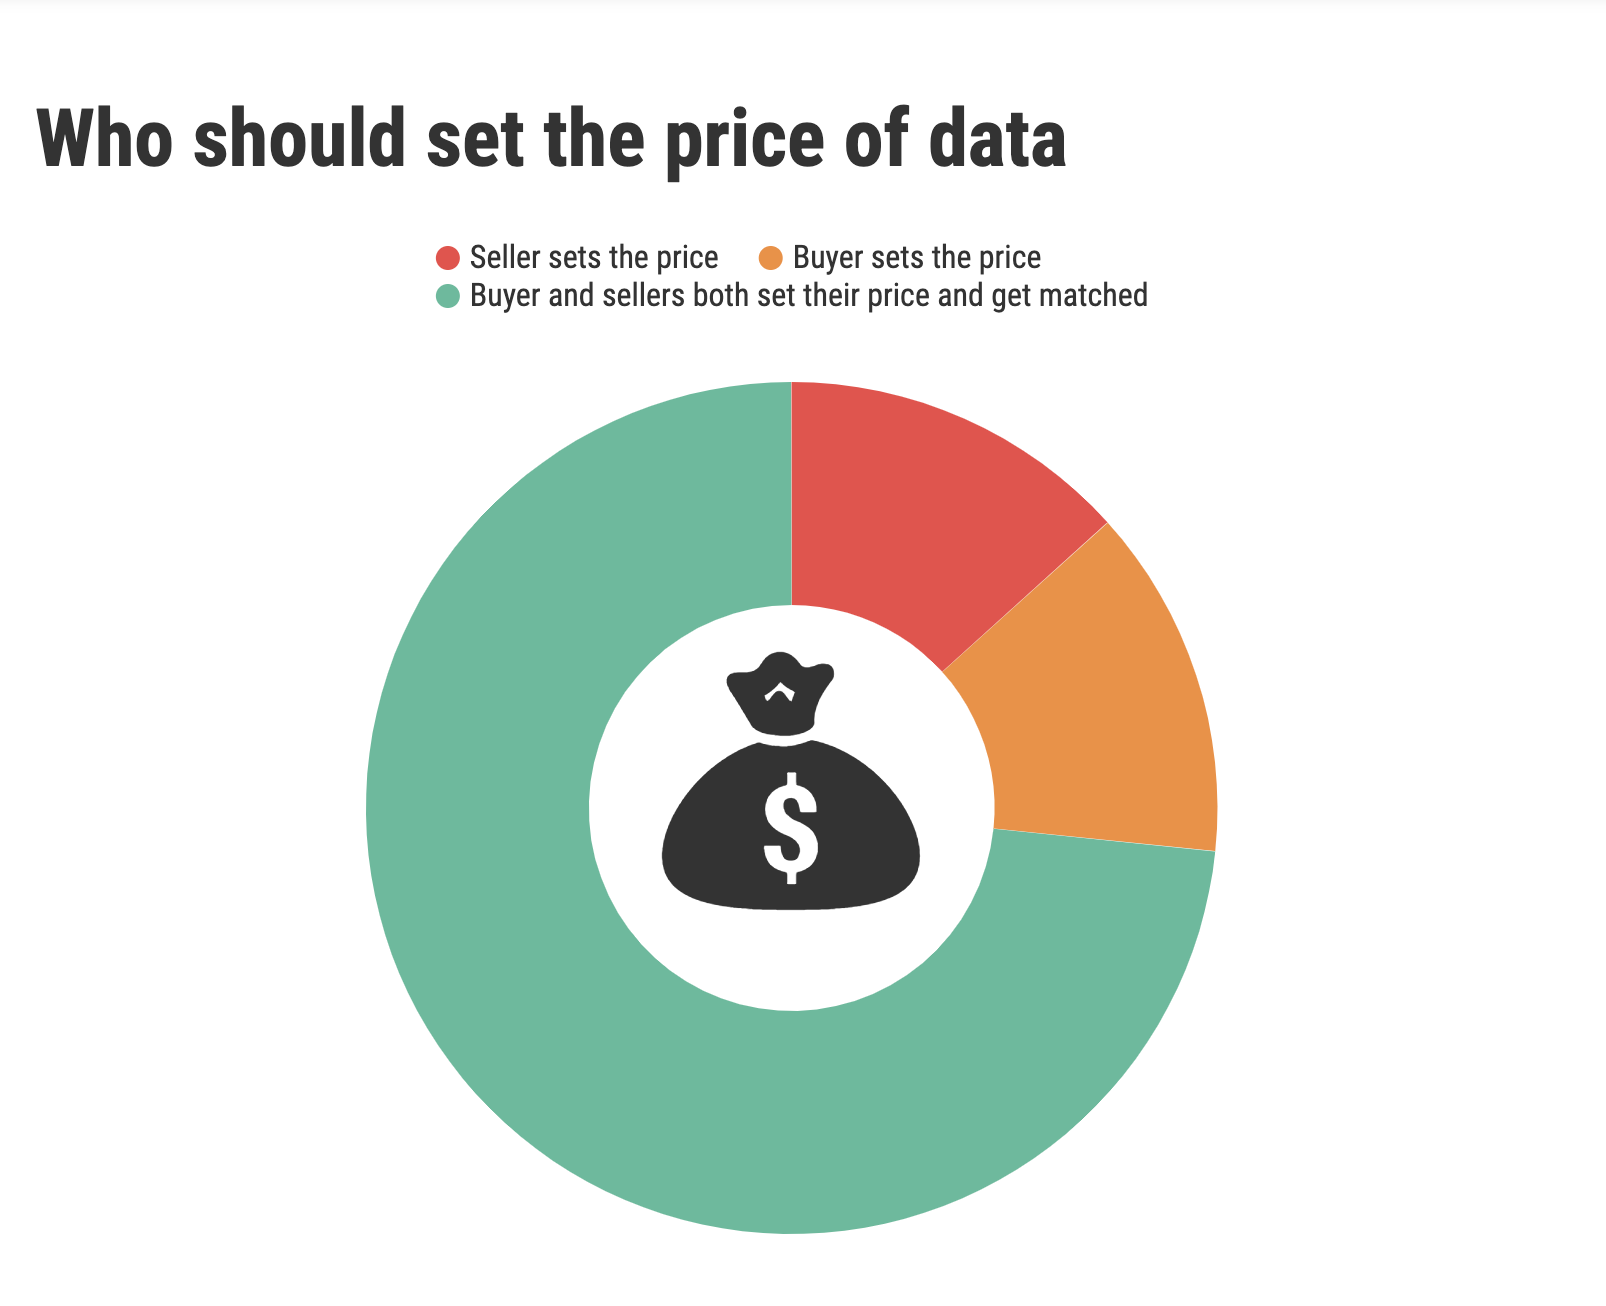 Who should set the price of data
Seller sets the price Buyer sets the price
Buyer and sellers both set their price and get matched
$